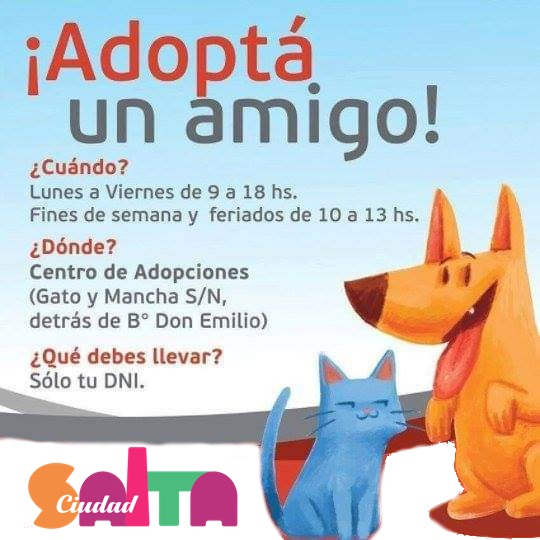 ¡Adoptá
un amigo!
¿Cuándo?
Lunes a Viernes de 9 a 18 hs.
Fines de semana y feriados de 10 a 13 hs.
¿Dónde?
Centro de Adopciones
(Gato y Mancha S/N,
detrás de B° Don Emilio)
¿Qué debes llevar?
Sólo tu DNI.
SALTA
Ciudad